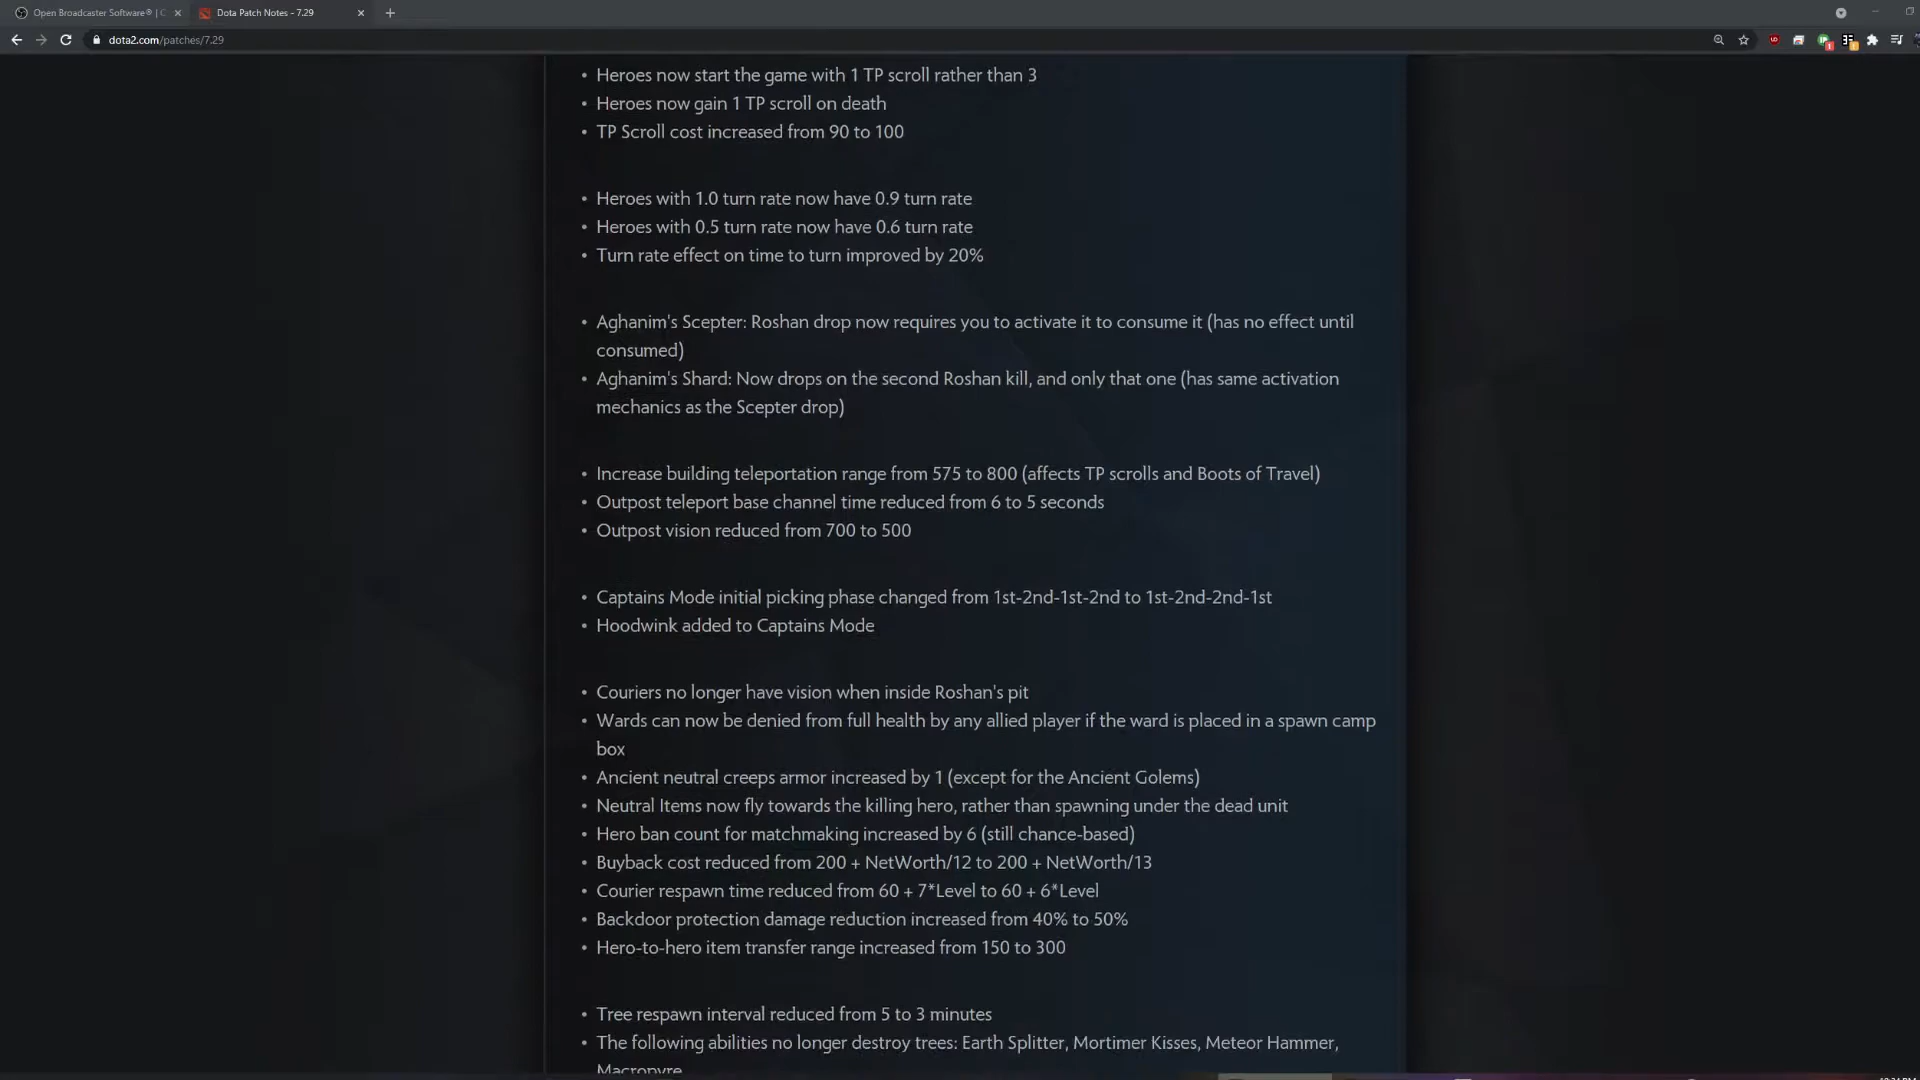 Open Broadcaster Software® | C
Dota Patch Notes - 7.29
dota2.com/patches/7.29
• Heroes now start the game with 1 TP scroll rather than 3
• Heroes now gain 1 TP scroll on death
• TP Scroll cost increased from 90 to 100
• Heroes with 1.0 turn rate now have 0.9 turn rate
• Heroes with 0.5 turn rate now have 0.6 turn rate
• Turn rate effect on time to turn improved by 20%
• Aghanim's Scepter: Roshan drop now requires you to activate it to consume it (has no effect until
consumed)
• Aghanim's Shard: Now drops on the second Roshan kill, and only that one (has same activation
mechanics as the Scepter drop)
• Increase building teleportation range from 575 to 800 (affects TP scrolls and Boots of Travel)
• Outpost teleport base channel time reduced from 6 to 5 seconds
• Outpost vision reduced from 700 to 500
• Captains Mode initial picking phase changed from 1st-2nd-1st-2nd to 1st-2nd-2nd-1st
• Hoodwink added to Captains Mode
• Couriers no longer have vision when inside Roshan's pit
• Wards can now be denied from full health by any allied player if the ward is placed in a spawn camp
box
• Ancient neutral creeps armor increased by 1 (except for the Ancient Golems)
• Neutral Items now fly towards the killing hero, rather than spawning under the dead unit
• Hero ban count for matchmaking increased by 6 (still chance-based)
• Buyback cost reduced from 200 + NetWorth/12 to 200 + NetWorth/13
• Courier respawn time reduced from 60 + 7*Level to 60 + 6*Level
• Backdoor protection damage reduction increased from 40% to 50%
• Hero-to-hero item transfer range increased from 150 to 300
• Tree respawn interval reduced from 5 to 3 minutes
• The following abilities no longer destroy trees: Earth Splitter, Mortimer Kisses, Meteor Hammer,
Macropyre